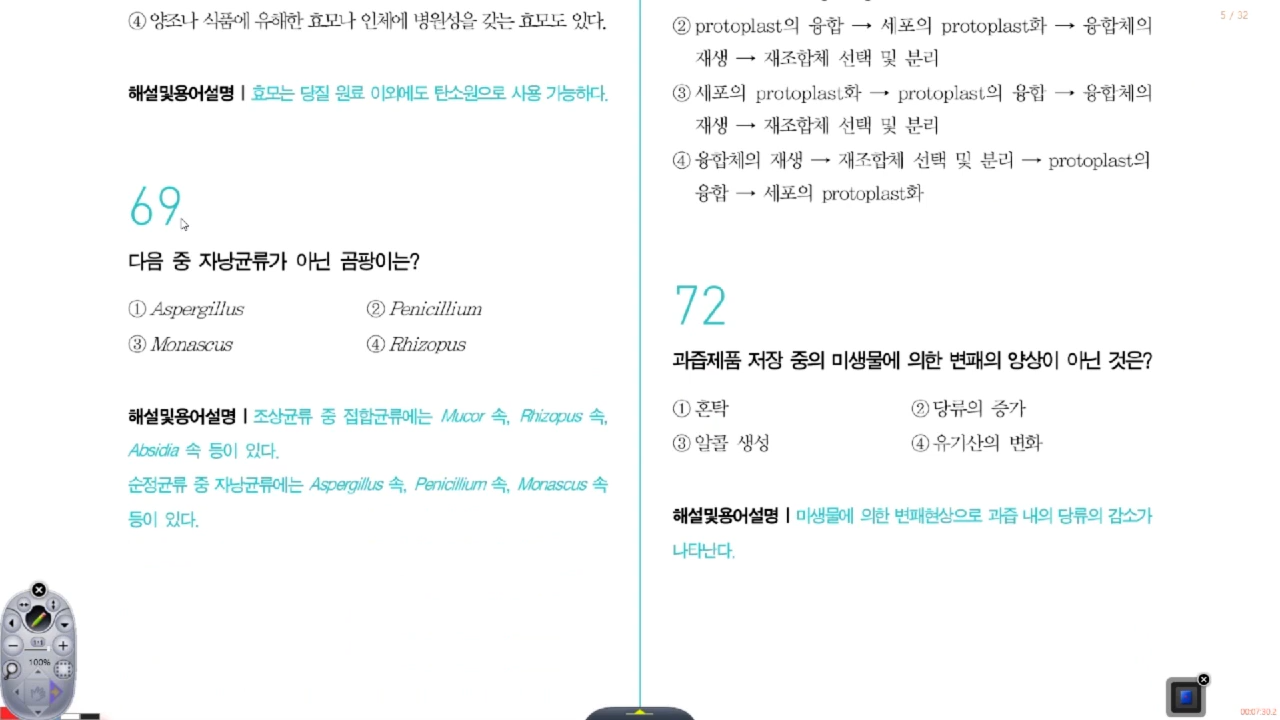 ④ 양조나 식품에 유해한 효모나 인체에 병원성을 갖는 효모도 있다.
해설및용어설명 | 효모는 당질 원료 이외에도 탄소원으로 사용 가능하다.
69
다음 중 자낭균류가 아닌 곰팡이는?
① Aspergillus ② Penicillium
③ Monascus ④ Rhizopus
해설및용어설명 | 조상균류 중 접합균류에는 Mucor 속, Rhizopus 속,
Absidia 속 등이 있다.
순정균류 중 자낭균류에는 Aspergillus 속, Penicillium 속, Monascus 속
등이 있다.
② protoplast의 융합 → 세포의 protoplast화 → 융합체의
재생 → 재조합체 선택 및 분리
③ 세포의 protoplast화 → protoplast의 융합 → 융합체의
재생 → 재조합체 선택 및 분리
④ 융합체의 재생 → 재조합체 선택 및 분리 → protoplast의
융합 → 세포의 protoplast화
72
과즙제품 저장 중의 미생물에 의한 변패의 양상이 아닌 것은?
① 혼탁 ② 당류의 증가
③ 알콜 생성 ④ 유기산의 변화
해설및용어설명 | 미생물에 의한 변패현상으로 과즙 내의 당류의 감소가
나타난다.
5 / 32
100%
00:07:30:2